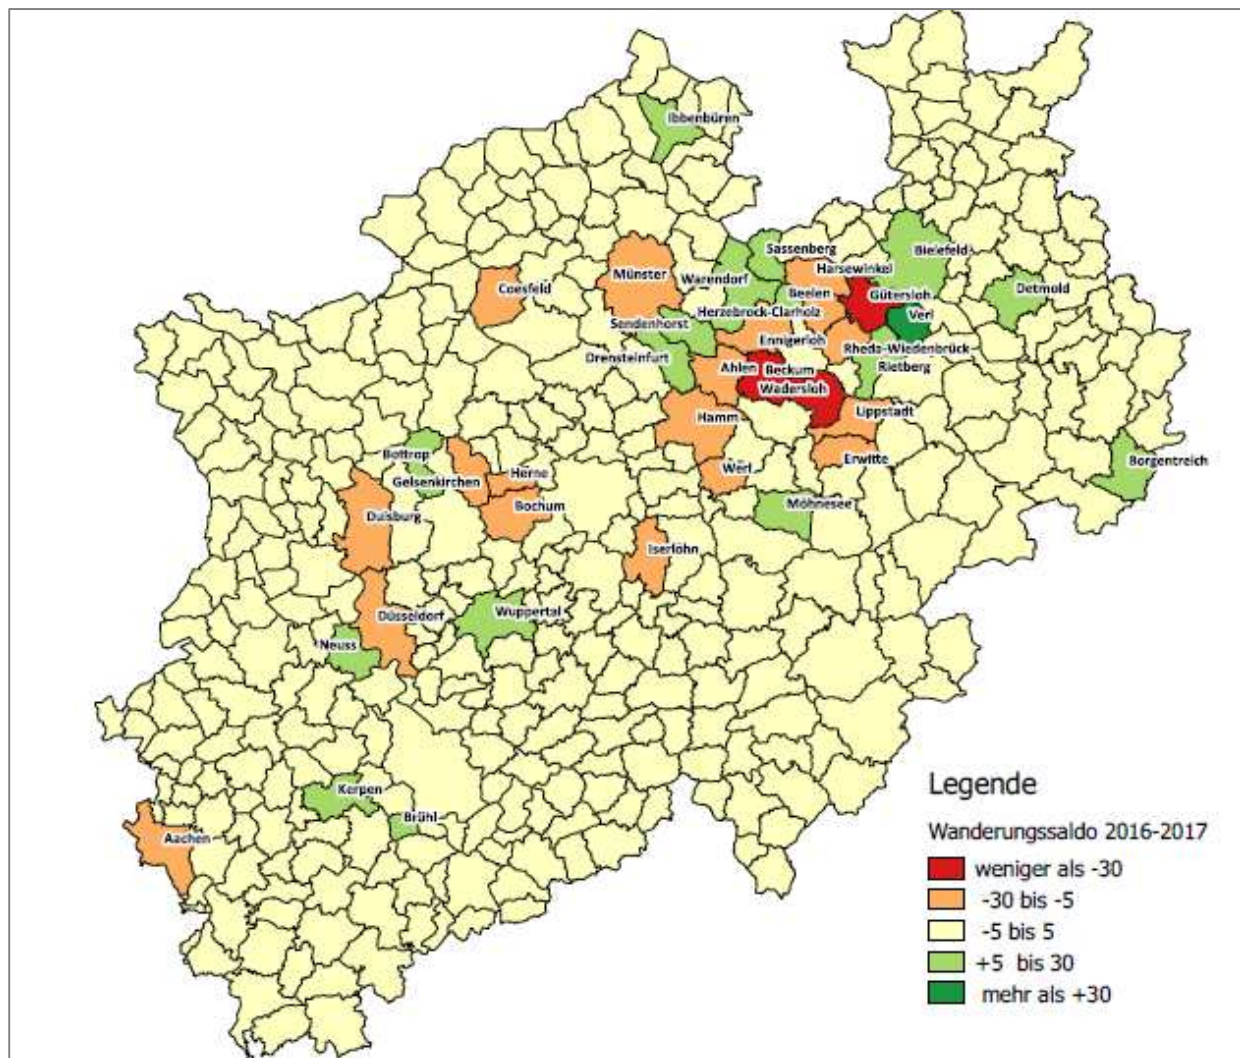 Ibbenbüren
Sassenberg
Bielefeld
Harsewinkel
Münster
Warendorf
Coesfeld
Beelen
Gütersloh
Detmold
Herzebrock-Clarholz
Verl
Sendenhorst
Ennigerloh
Rheda-Wiedenbrück
Drensteinfurt
Ahlen
Beckum
Rietberg
Wadersloh
Lippstadt
Hamm
Bottrop
Erwitte
Borgentreich
Werl
Herne
Gelsenkirchen
Bochum
Möhnesee
Duisburg
Iserlohn
Wuppertal
Düsseldorf
Neuss
Kerpen
Brühl
Aachen
Legende
Wanderungssaldo 2016-2017
weniger als -30
-30 bis -5
-5 bis 5
+5 bis 30
mehr als +30